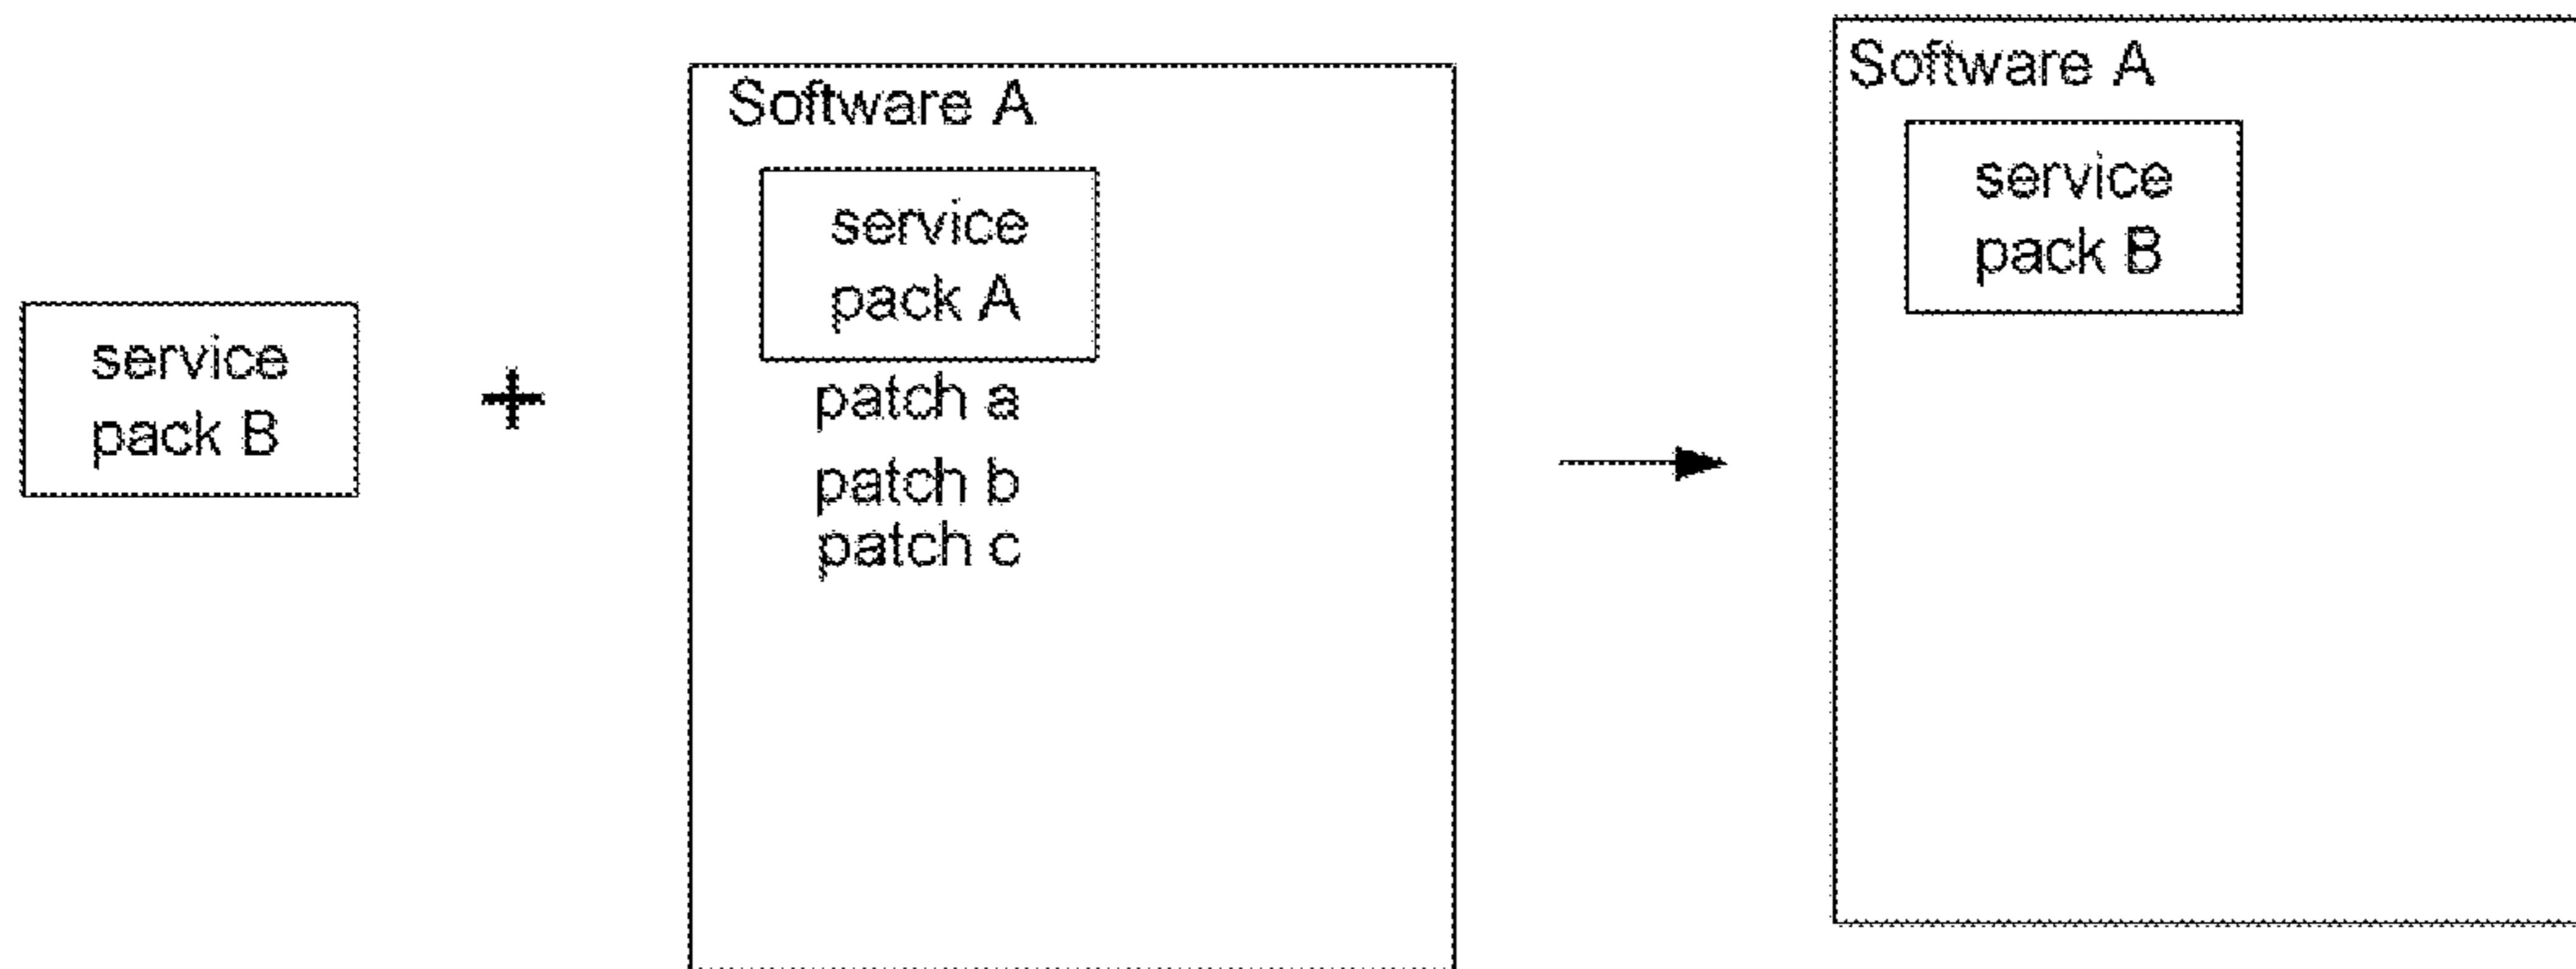 service
pack B
+
Software A
service
pack A
patch a
patch b
patch c
Software A
service
pack B